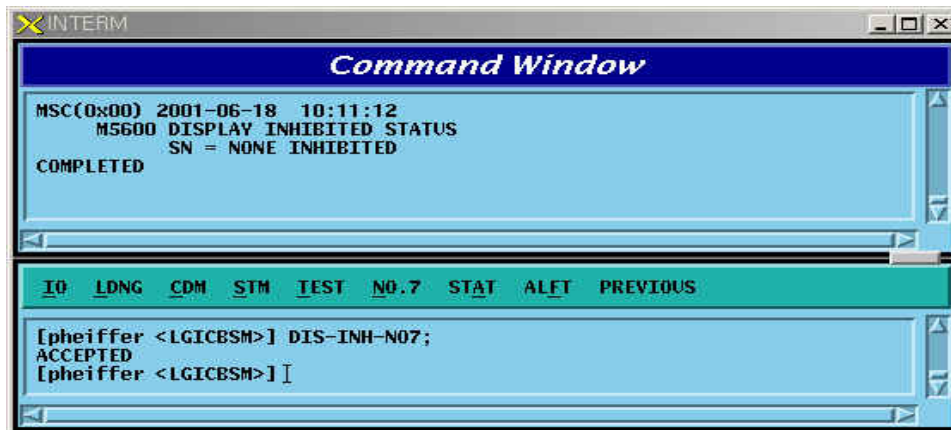 INTERM
Command Window
MSC(0x00) 2001-06-18 10:11:12
M5600 DISPLAY INHIBITED STATUS
SN = NONE INHIBITED
COMPLETED
IO LDNG CDM STM TEST NO.7 STAT ALFT PREVIOUS
[pheiffer <LGICBSM>] DIS-INH-NO7;
ACCEPTED
[pheiffer <LGICBSM>]